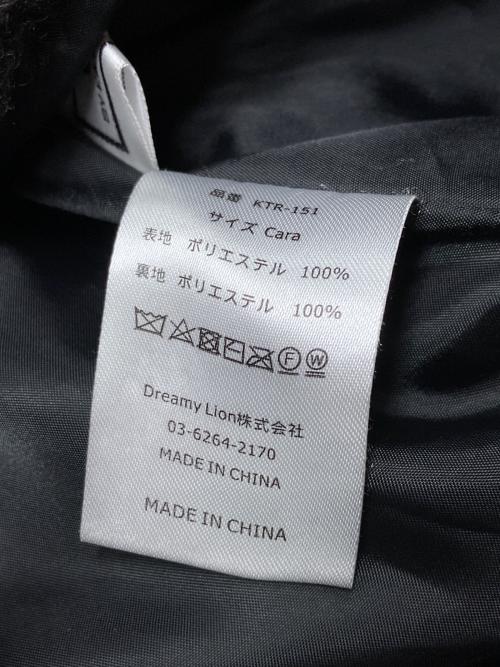 品番 KTR-151
サイズ Cara
表地 ポリエステル 100%
裏地 ポリエステル 100%
F W
Dreamy Lion株式会社
03-6264-2170
MADE IN CHINA
MADE IN CHINA